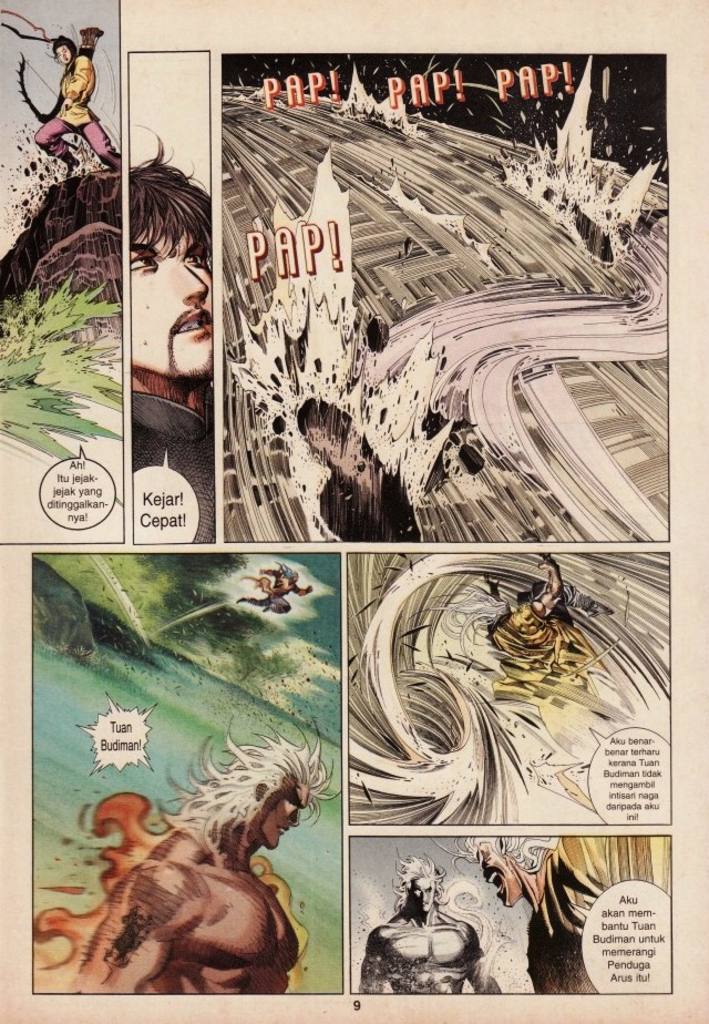 Ah!
Itu jejak-
jejak yang
ditinggalkan-
nya!
Kejar!
Cepat!
PAP! PAP! PAP!
PAP!
Tuan
Budiman!
Aku benar-
benar terharu
kerana Tuan
Budiman tidak
mengambil
intisari naga
daripada aku
ini!
Aku
akan mem-
bantu Tuan
Budiman untuk
memerangi
Penduga
Arus itu!
9